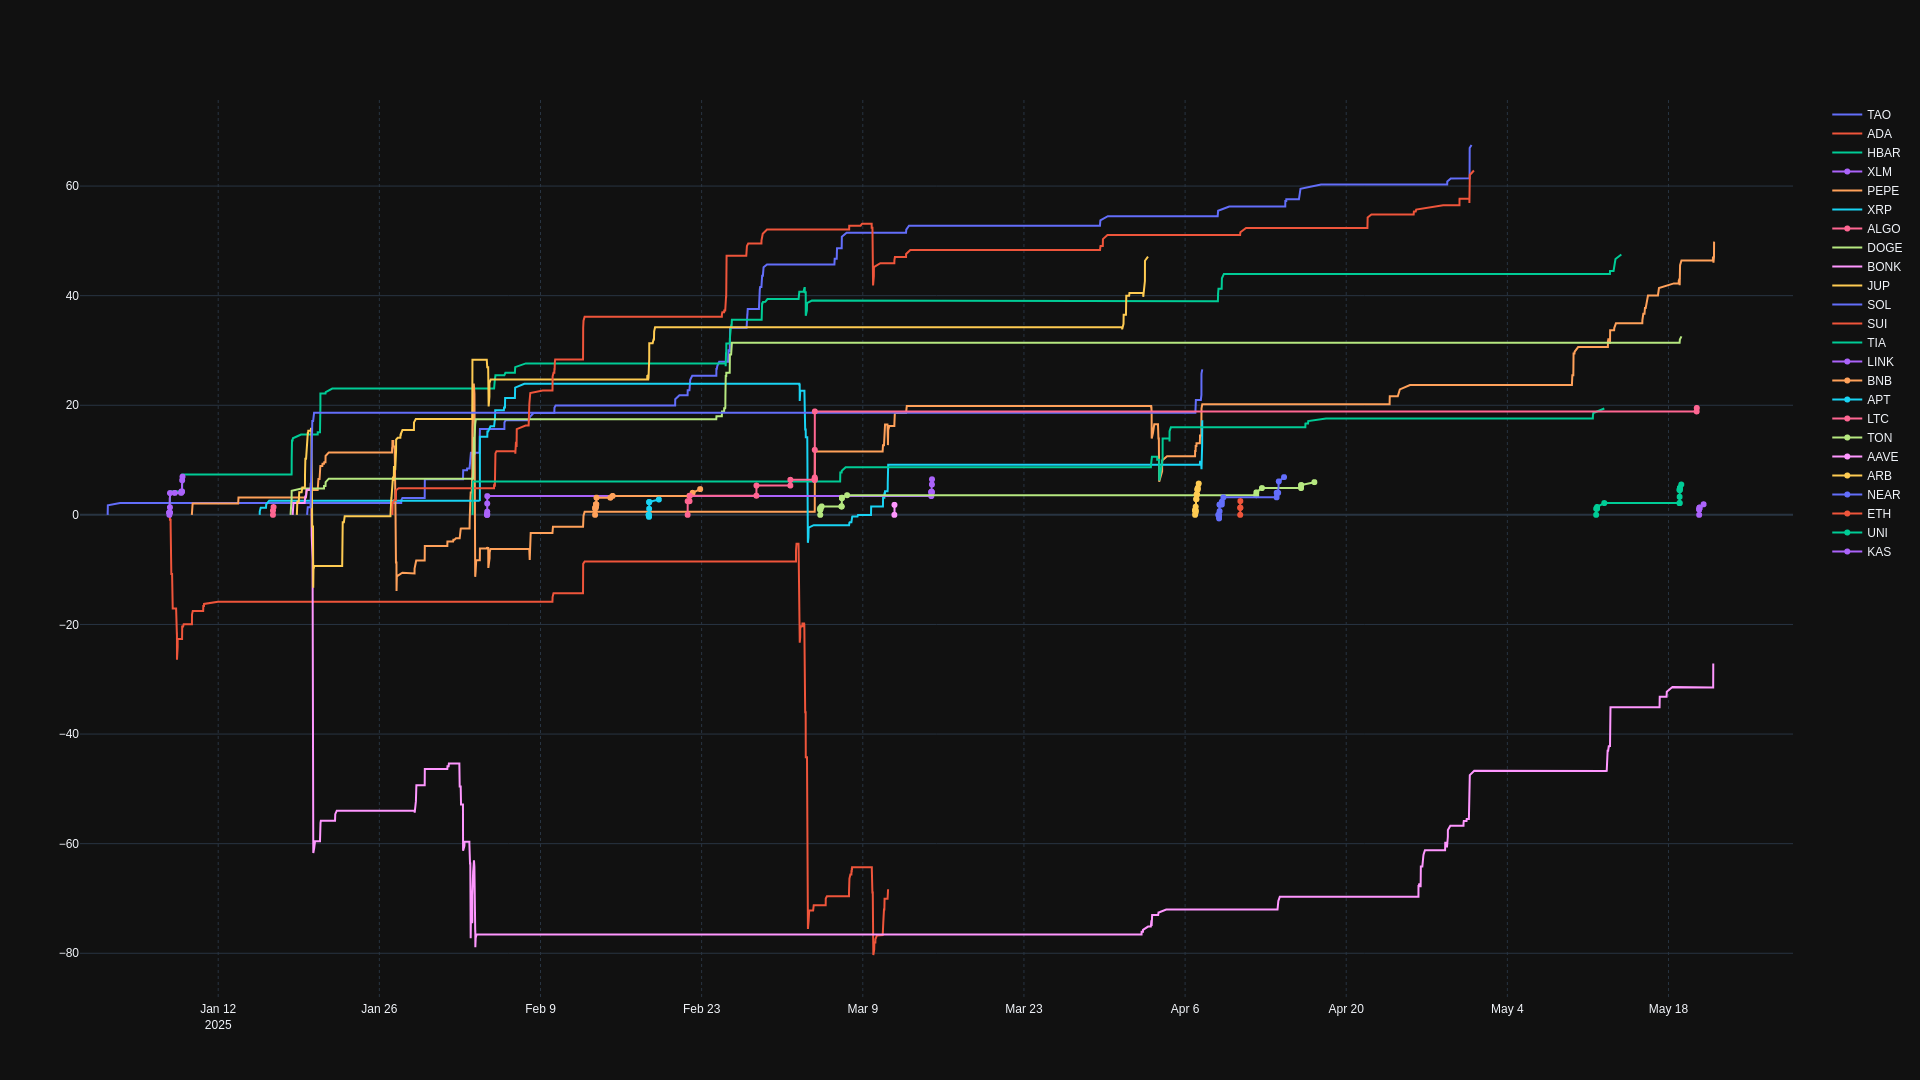 60
40
20
0
−20
−40
−60
−80
Jan 12
2025
Jan 26
Feb 9
Feb 23
Mar 9
Mar 23
Apr 6
Apr 20
May 4
May 18
TAO
ADA
HBAR
XLM
PEPE
XRP
ALGO
DOGE
BONK
JUP
SOL
SUI
TIA
LINK
BNB
APT
LTC
TON
AAVE
ARB
NEAR
ETH
UNI
KAS